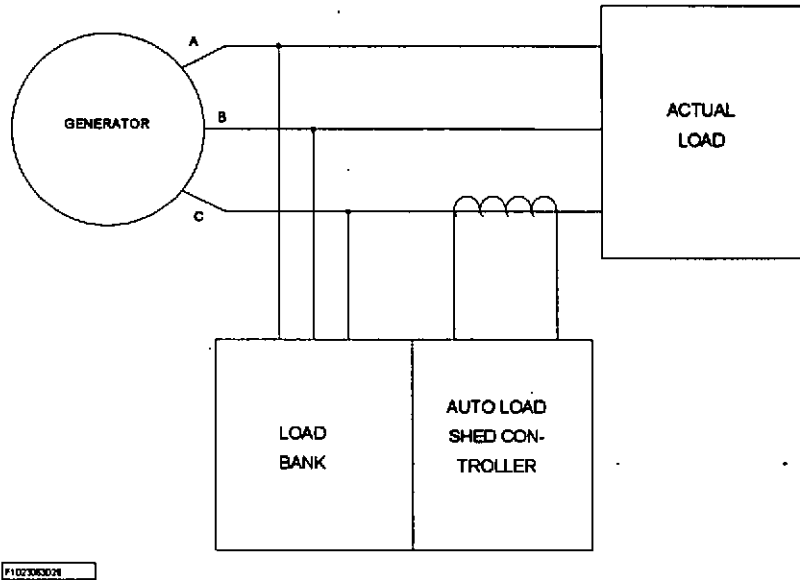 A
GENERATOR
B
C
ACTUAL
LOAD
LOAD
BANK
AUTO LOAD
SHED CON-
TROLLER